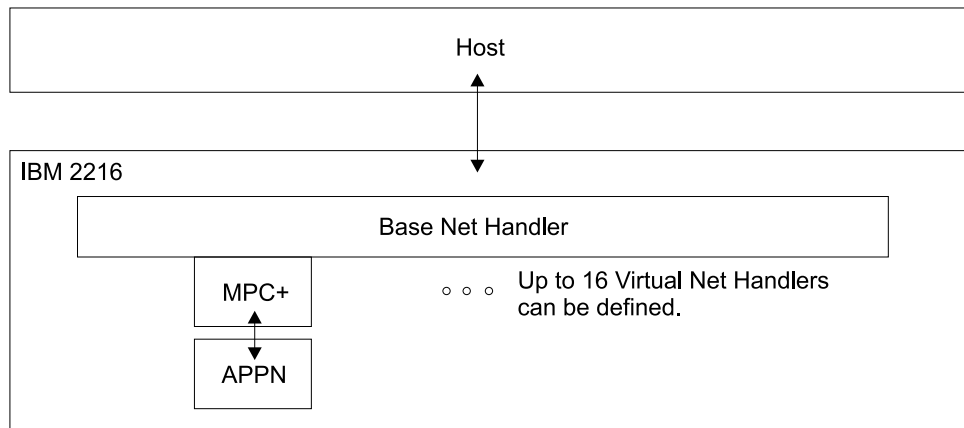 Host
IBM 2216
Base Net Handler
MPC+
Up to 16 Virtual Net Handlers
can be defined.
APPN